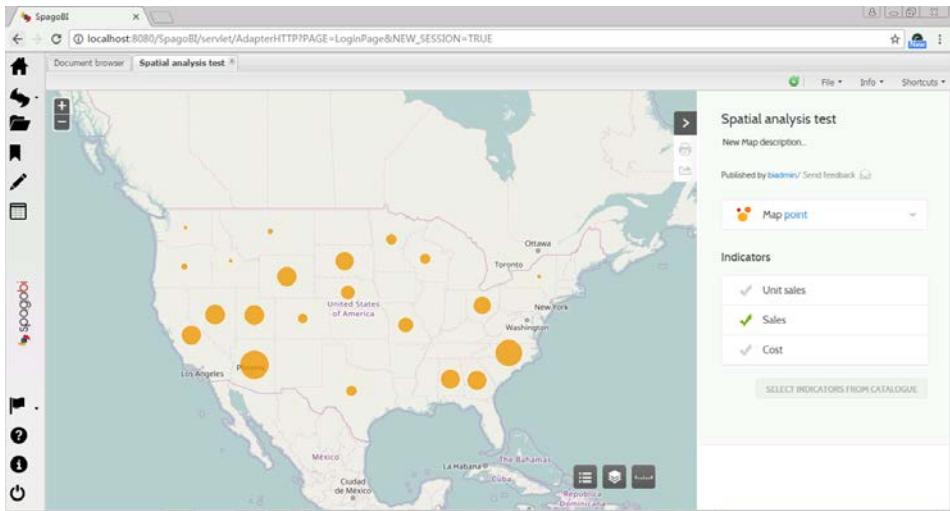 SpagoBI
localhost:8080/SpagoBI/servlet/AdapterHTTP?PAGE=LoginPage&NEW_SESSION=TRUE
New
Document browser
Spatial analysis test
File
Info
Shortcuts
Spatial analysis test
New Map description...
Published by biadmin/ Send feedback
Map point
Indicators
Unit sales
Sales
Cost
SELECT INDICATORS FROM CATALOGUE
Ottawa
Toronto
United States
of America
New York
Washington
Los Angeles
México
Ciudad
de México
La Habana
Cuba
The Bahamas
República
Dominicana
spagobi